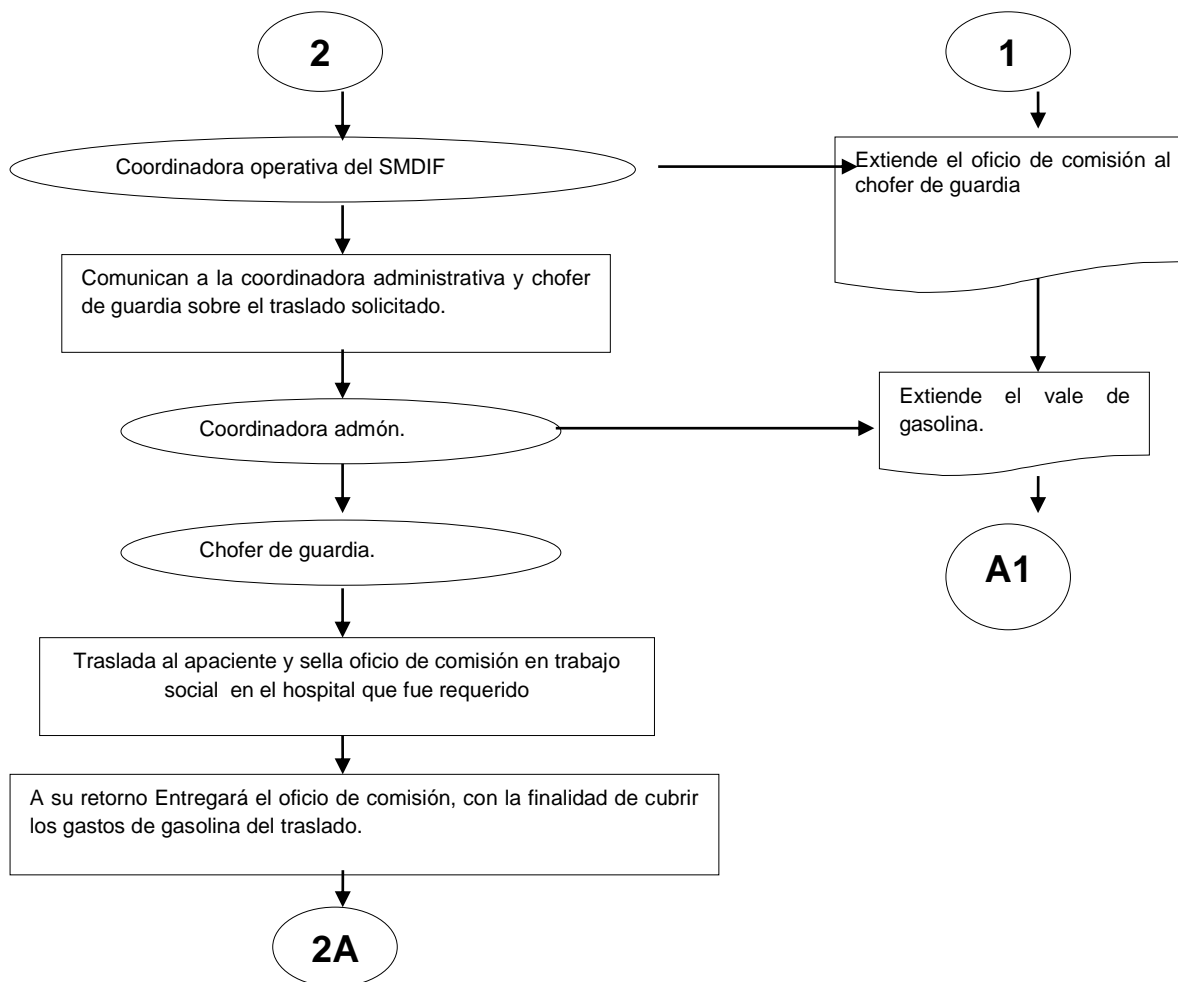 2
1
Coordinadora operativa del SMDIF
Extiende el oficio de comisión al
chofer de guardia
Comunican a la coordinadora administrativa y chofer
de guardia sobre el traslado solicitado.
Extiende el vale de
gasolina.
Coordinadora admón.
Chofer de guardia.
A1
Traslada al apaciente y sella oficio de comisión en trabajo
social en el hospital que fue requerido
A su retorno Entregará el oficio de comisión, con la finalidad de cubrir
los gastos de gasolina del traslado.
2A